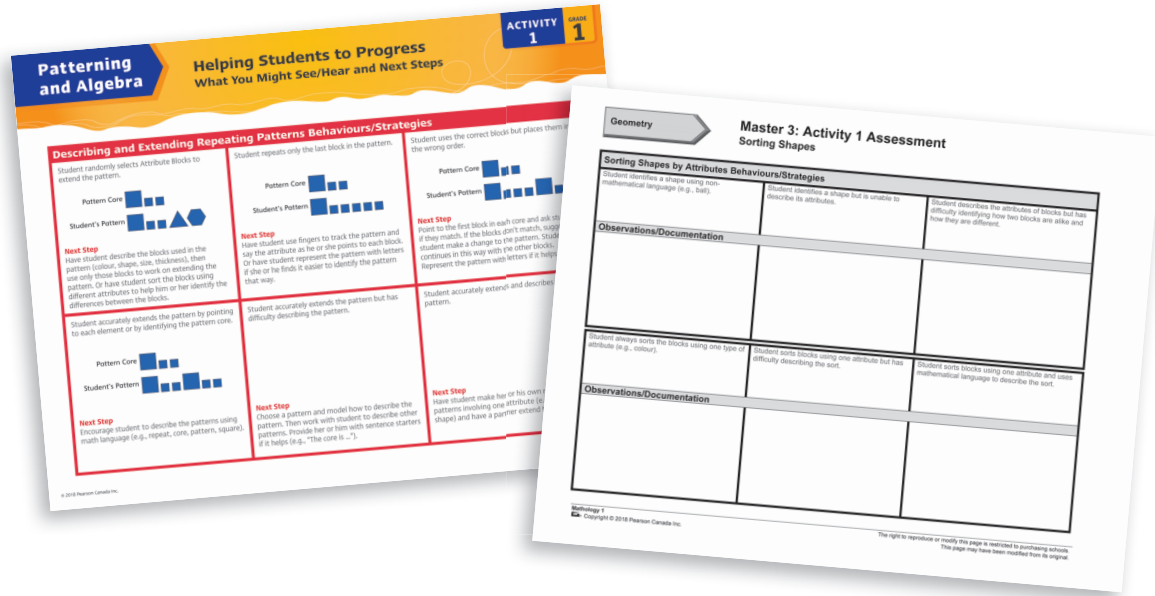 Patterning
and Algebra
Helping Students to Progress
What You Might See/Hear and Next Steps
ACTIVITY
1
GRADE
1
Describing and Extending Repeating Patterns Behaviours/Strategies
Student randomly selects Attribute Blocks to
extend the pattern.
Pattern Core
Student's Pattern
Next Step
Have student describe the blocks used in the
pattern (colour, shape, size, thickness), then
use only those blocks to work on extending the
pattern. Or have student sort the blocks using
different attributes to help him or her identify the
differences between the blocks.
Student repeats only the last block in the pattern.
Pattern Core
Student's Pattern
Next Step
Have student use fingers to track the pattern and
say the attribute as he or she points to each block.
Or have student represent the pattern with letters
if she or he finds it easier to identify the pattern
that way.
Student uses the correct blocks but places them in
the wrong order.
Pattern Core
Student's Pattern
Next Step
Point to the first block in each core and ask
if they match. If the blocks don't match,
student make a change to the pattern.
continues in this way with the other blocks.
Represent the pattern with letters if it helps
Student accurately extends the pattern by pointing
to each element or by identifying the pattern core.
Pattern Core
Student's Pattern
Next Step
Encourage student to describe the patterns using
math language (e.g., repeat, core, pattern, square).
Student accurately extends the pattern but has
difficulty describing the pattern.
Next Step
Choose a pattern and model how to describe the
pattern. Then work with student to describe other
patterns. Provide her or him with sentence starters
if it helps (e.g., "The core is ...").
Student accurately extends and describes
pattern.
Next Step
Have student make her or his own
patterns involving one attribute
shape) and have a partner extend
© 2018 Pearson Canada Inc.
Geometry
Master 3: Activity 1 Assessment
Sorting Shapes
Sorting Shapes by Attributes Behaviours/Strategies
Student identifies a shape using non-
mathematical language (e.g., ball).
Student identifies a shape but is unable to
describe its attributes.
Student describes the attributes of blocks but has
difficulty identifying how two blocks are alike and
how they are different.
Observations/Documentation
Student always sorts the blocks using one type of
attribute (e.g., colour).
Student sorts blocks using one attribute but has
difficulty describing the sort.
Student sorts blocks using one attribute and uses
mathematical language to describe the sort.
Observations/Documentation
Mathology 1
Copyright © 2018 Pearson Canada Inc.
The right to reproduce or modify this page is restricted to purchasing schools.
This page may have been modified from its original.